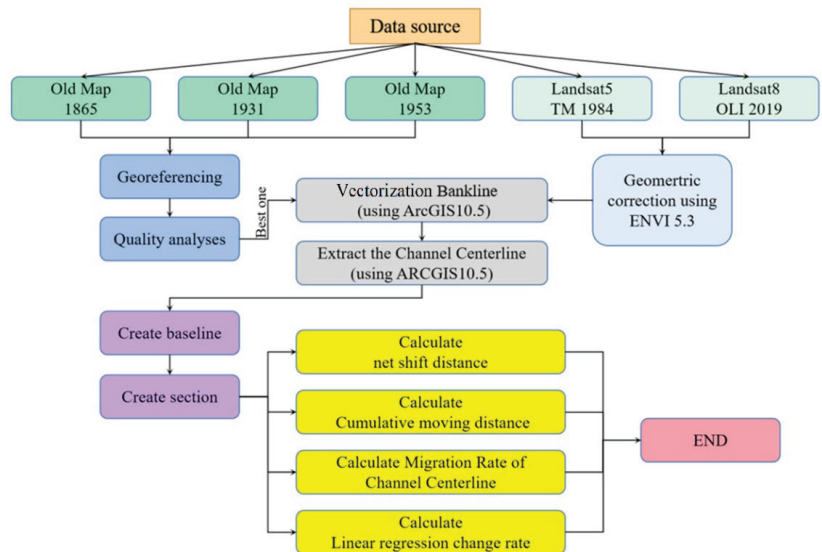 Data source
Old Map
1865
Old Map
1931
Old Map
1953
Landsat5
TM 1984
Landsat8
OLI 2019
Georeferencing
Quality analyses
Best one
Vectorization Bankline
(using ArcGIS10.5)
Geomertric
correction using
ENVI 5.3
Extract the Channel Centerline
(using ARCGIS10.5)
Create baseline
Create section
Calculate
net shift distance
Calculate
Cumulative moving distance
Calculate Migration Rate of
Channel Centerline
Calculate
Linear regression change rate
END